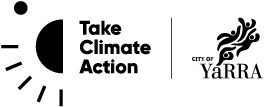 Take
Climate
Action
CITY OF
YaRRA